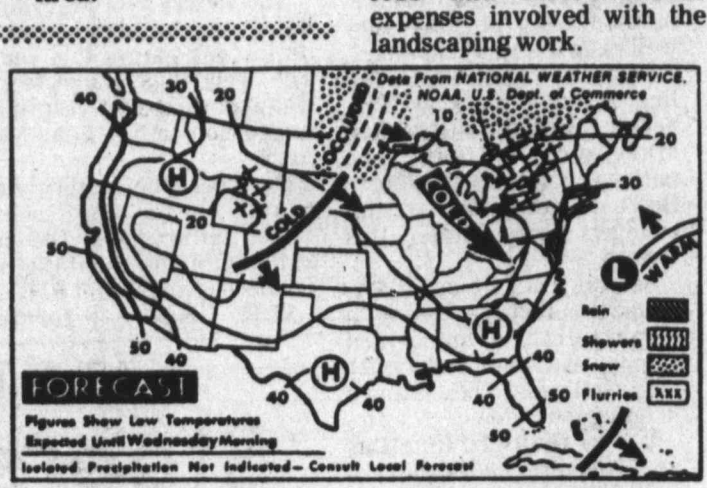 expenses involved with the
landscaping work.
Data From NATIONAL WEATHER SERVICE,
NOAA, U.S. Dept. of Commerce
40
30
20
OCCLUDED
10
20
H
COLD
30
20
COLD
50
WARM
L
Rain
50
40
H
Showers
Snow
40
FORECAST
H
Flurries
XXX
40
40
50
50
Figures Show Low Temperatures
Expected Until Wednesday Morning
Isolated Precipitation Not Indicated— Consult Local Forecast